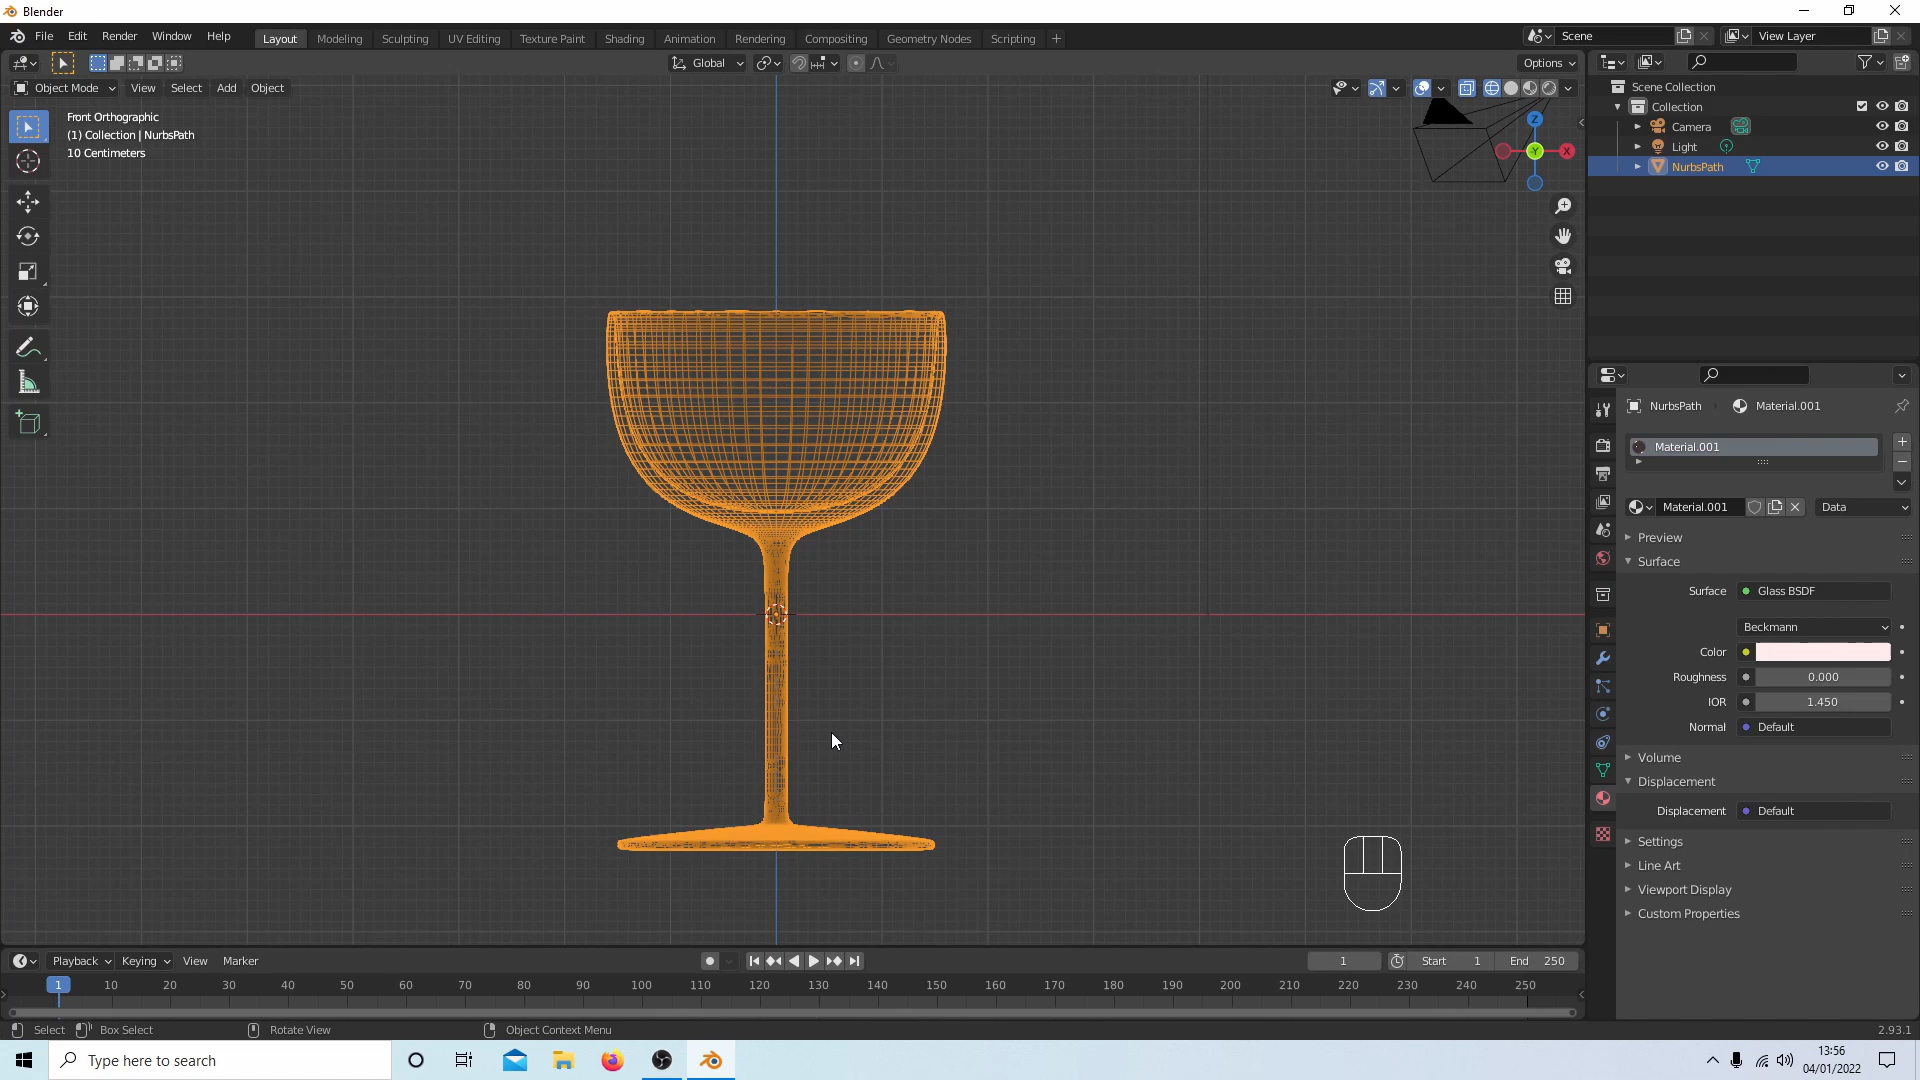 Blender
File Edit Render Window Help
Layout Modeling Sculpting UV Editing Texture Paint Shading Animation Rendering Compositing Geometry Nodes Scripting +
Scene View Layer
Global Options
Object Mode View Select Add Object
Front Orthographic
(1) Collection | NurbsPath
10 Centimeters
Z
Y
X
Scene Collection
Collection
Camera
Light
NurbsPath
NurbsPath Material.001
Material.001
Material.001 Data
Preview
Surface
Surface Glass BSDF
Beckmann
Color
Roughness 0.000
IOR 1.450
Normal Default
Volume
Displacement
Displacement Default
Settings
Line Art
Viewport Display
Custom Properties
Playback Keying View Marker 1 Start 1 End 250
1 10 20 30 40 50 60 70 80 90 100 110 120 130 140 150 160 170 180 190 200 210 220 230 240 250
Select Box Select Rotate View Object Context Menu 2.93.1
Type here to search
13:56
04/01/2022